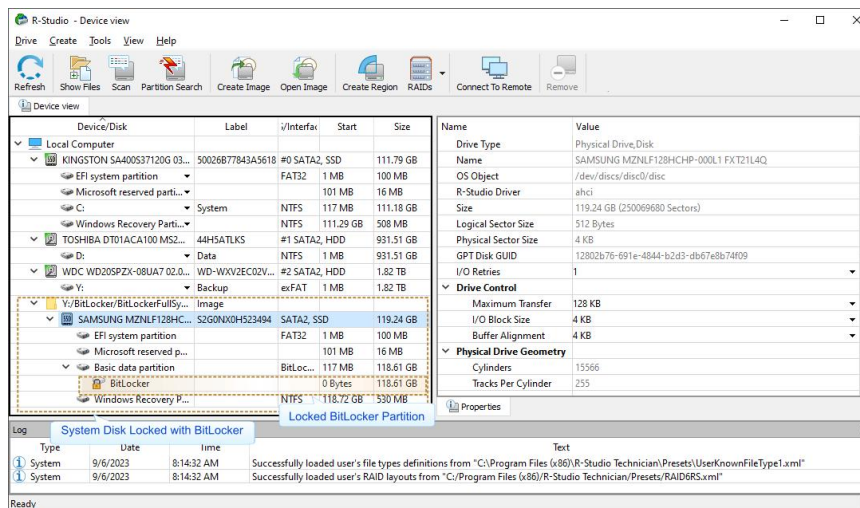 R-Studio - Device view
Drive Create Tools View Help
Refresh Show Files Scan Partition Search Create Image Open Image Create Region RAIDs Connect To Remote Remove
Device view
Device/Disk Label Start Size
Local Computer
KINGSTON SA400S37120G 03... 50026B77843A5618 #0 SATA2, SSD 111.79 GB
EFI system partition FAT32 1 MB 100 MB
Microsoft reserved parti... 101 MB 16 MB
C: System NTFS 117 MB 111.18 GB
Windows Recovery Parti... NTFS 111.29 GB 508 MB
TOSHIBA DT01ACA100 MS2... 44H5ATLKS #1 SATA2, HDD 931.51 GB
D: Data NTFS 1 MB 931.51 GB
WDC WD20SPZX-08UA7 02.0... WD-WXV2EC02V... #2 SATA2, HDD 1.82 TB
Y: Backup exFAT 1 MB 1.82 TB
Y:/BitLocker/BitLockerFullSy... Image
SAMSUNG MZNLF128HC... S2G0NX0H523494 SATA2, SSD 119.24 GB
EFI system partition FAT32 1 MB 100 MB
Microsoft reserved p... 101 MB 16 MB
Basic data partition BitLoc... 117 MB 118.61 GB
BitLocker 0 Bytes 118.61 GB
Windows Recovery P... NTFS 118.72 GB 530 MB
Locked BitLocker Partition
System Disk Locked with BitLocker
Name Value
Drive Type Physical Drive,Disk
Name SAMSUNG MZNLF128HCHP-000L1 FXT21L4Q
OS Object /dev/discs/disc0/disc
R-Studio Driver ahci
Size 119.24 GB (250069680 Sectors)
Logical Sector Size 512 Bytes
Physical Sector Size 4 KB
GPT Disk GUID 12802b76-691e-4844-b2d3-db67e8b74f09
I/O Retries 1
Drive Control
Maximum Transfer 128 KB
I/O Block Size 4 KB
Buffer Alignment 4 KB
Physical Drive Geometry
Cylinders 15566
Tracks Per Cylinder 255
Properties
Log
Type Date Time Text
System 9/6/2023 8:14:32 AM Successfully loaded user's file types definitions from "C:\Program Files (x86)\R-Studio Technician\Presets\UserKnownFileType1.xml"
System 9/6/2023 8:14:32 AM Successfully loaded user's RAID layouts from "C:/Program Files (x86)/R-Studio Technician/Presets/RAID6RS.xml"
Ready